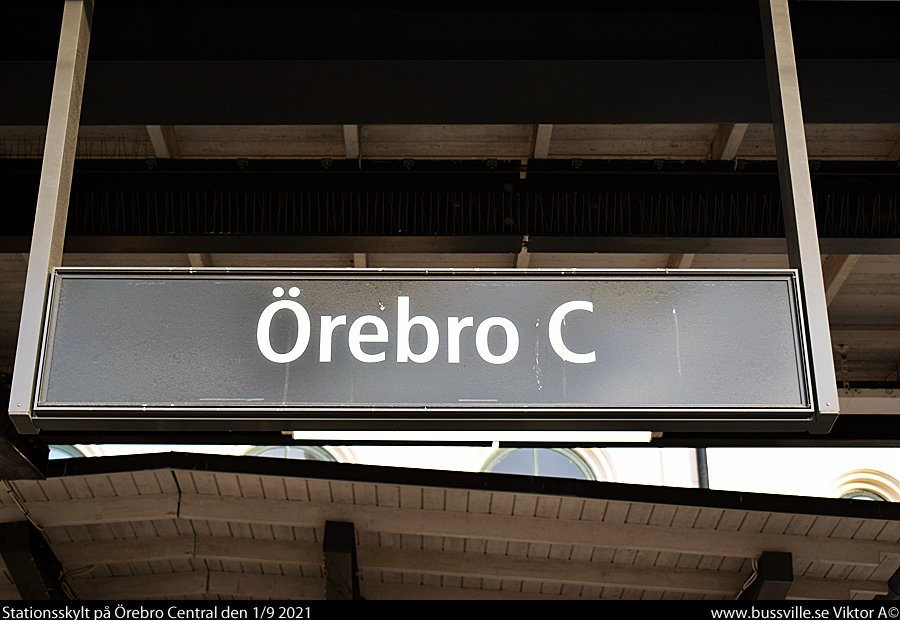 Örebro C
Stationsskylt på Örebro Central den 1/9 2021
www.bussville.se Viktor A©